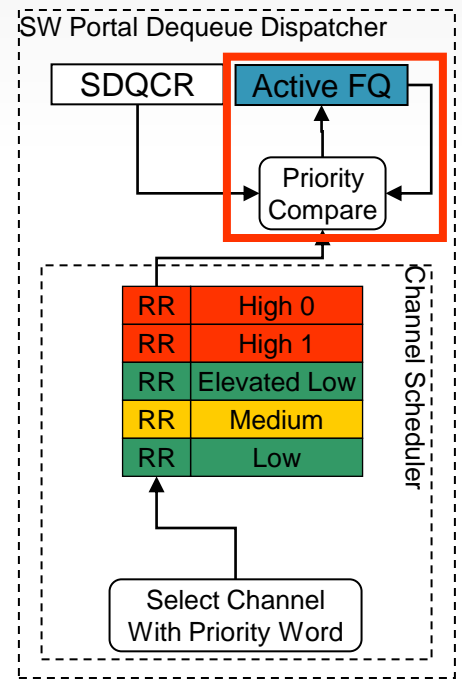 SW Portal Dequeue Dispatcher
SDQCR
Active FQ
Priority
Compare
Channel Scheduler
RR High 0
RR High 1
RR Elevated Low
RR Medium
RR Low
Select Channel
With Priority Word